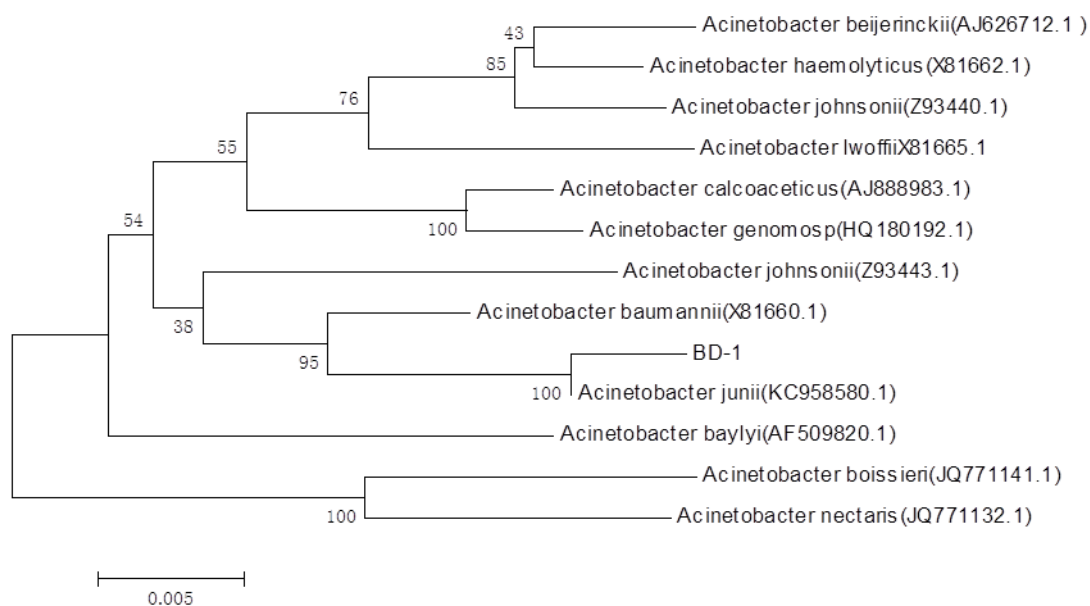 Acinetobacter beijerinckii(AJ626712.1 )
43
Acinetobacter haemolyticus(X81662.1)
85
Acinetobacter johnsonii(Z93440.1)
76
Acinetobacter lwoffiiX81665.1
55
Acinetobacter calcoaceticus(AJ888983.1)
54
100
Acinetobacter genomosp(HQ180192.1)
Acinetobacter johnsonii(Z93443.1)
Acinetobacter baumannii(X81660.1)
38
BD-1
95
100
Acinetobacter junii(KC958580.1)
Acinetobacter baylyi(AF509820.1)
Acinetobacter boissieri(JQ771141.1)
100
Acinetobacter nectaris(JQ771132.1)
0.005